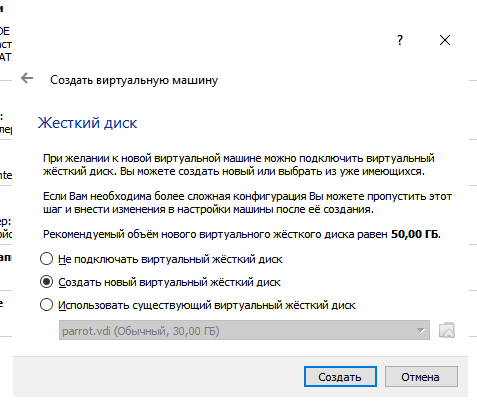 ?
Создать виртуальную машину
Жесткий диск
При желании к новой виртуальной машине можно подключить виртуальный
жёсткий диск. Вы можете создать новый или выбрать из уже имеющихся.
Если Вам необходима более сложная конфигурация Вы можете пропустить этот
шаг и внести изменения в настройки машины после её создания.
Рекомендуемый объём нового виртуального жёсткого диска равен 50,00 ГБ.
Не подключать виртуальный жёсткий диск
Создать новый виртуальный жёсткий диск
Использовать существующий виртуальный жёсткий диск
parrot.vdi (Обычный, 30,00 ГБ)
Создать
Отмена